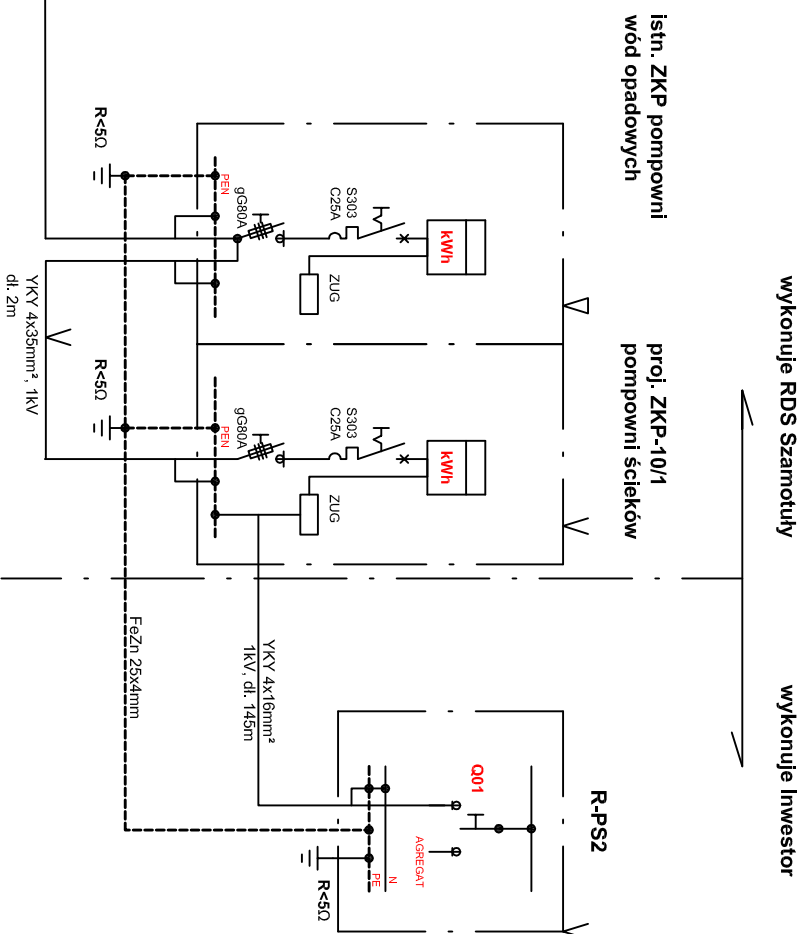 wykonuje RDS Szamotuły
wykonuje Inwestor
istn. ZKP pompowni
wód opadowych
proj. ZKP-10/1
pompowni ścieków
R-PS2
kWh
S303
C25A
ZUG
gG80A
PEN
R<5Ω
YKY 4x35mm², 1kV
dł. 2m
kWh
S303
C25A
ZUG
gG80A
PEN
R<5Ω
FeZn 25x4mm
YKY 4x16mm²
1kV, dł. 145m
Q01
AGREGAT
N
PE
R<5Ω